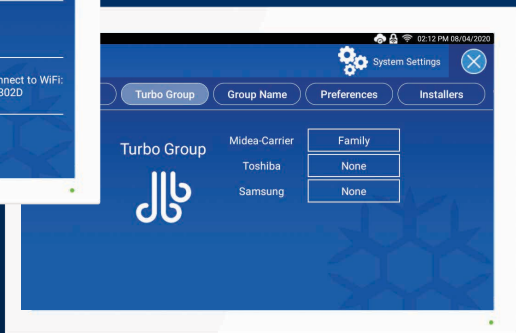 nnect to WiFi:
302D
02:12 PM 08/04/2020
System Settings
Turbo Group
Group Name
Preferences
Installers
Turbo Group
Midea-Carrier
Family
Toshiba
None
Samsung
None